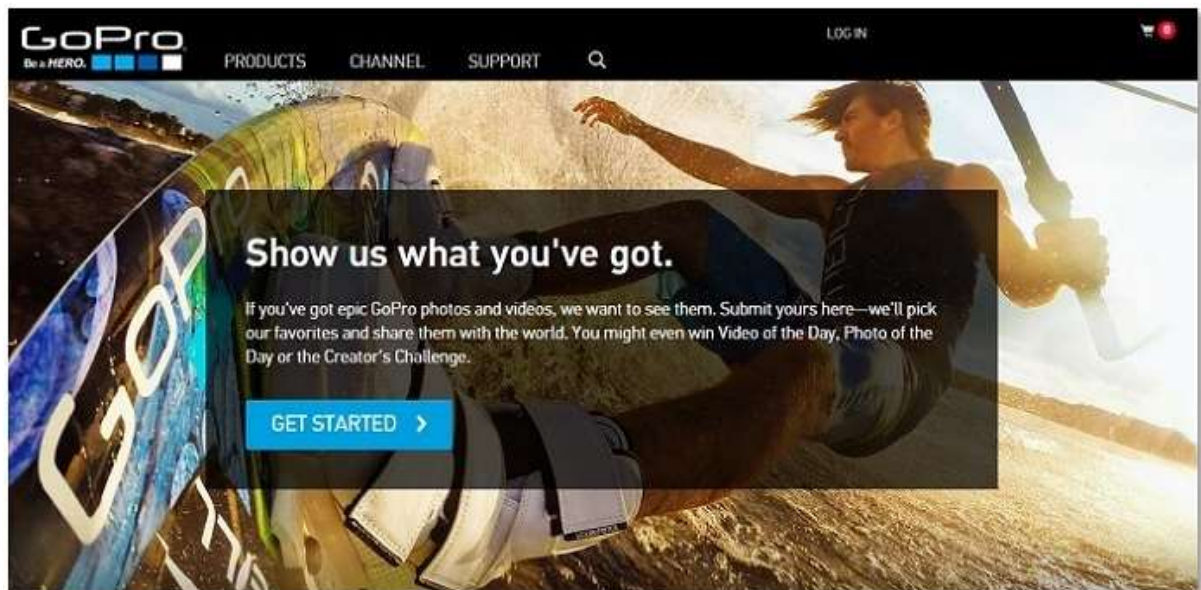 GoPro
Be a HERO.
PRODUCTS CHANNEL SUPPORT
LOG IN
0
GoPro
Show us what you've got.
If you've got epic GoPro photos and videos, we want to see them. Submit yours here—we'll pick
our favorites and share them with the world. You might even win Video of the Day, Photo of the
Day or the Creator's Challenge.
GET STARTED >